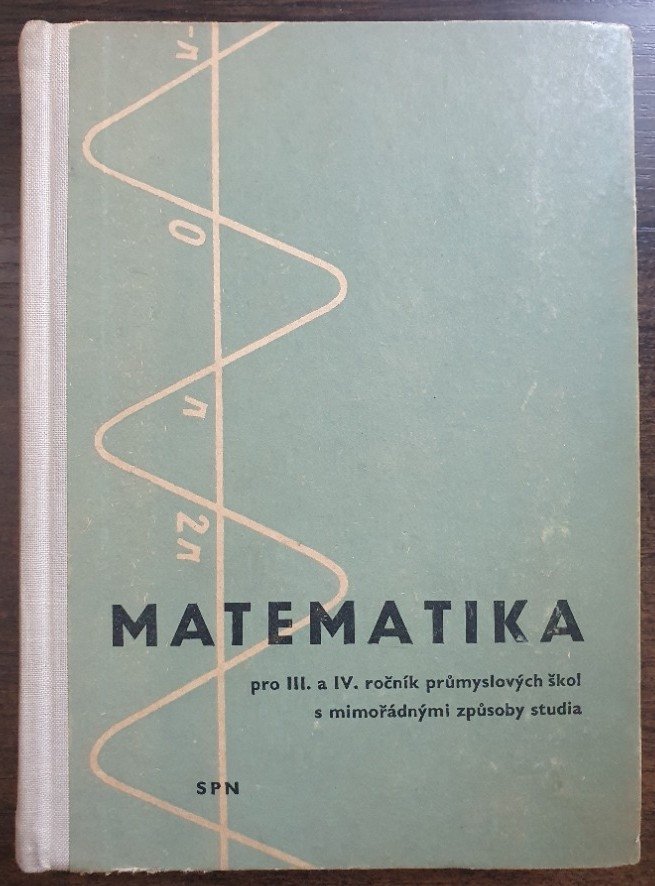 -π
0
π
2π
MATEMATIKA
pro III. a IV. ročník průmyslových škol
s mimořádnými způsoby studia
SPN